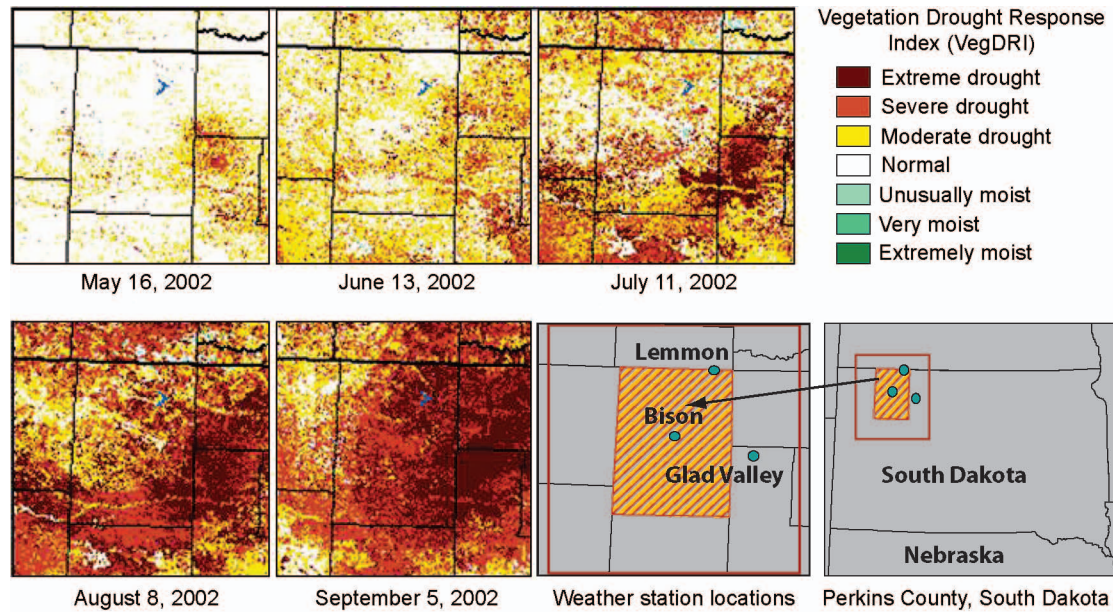 Vegetation Drought Response
Index (VegDRI)
Extreme drought
Severe drought
Moderate drought
Normal
Unusually moist
Very moist
Extremely moist
May 16, 2002
June 13, 2002
July 11, 2002
Lemmon
Bison
Glad Valley
South Dakota
Nebraska
August 8, 2002
September 5, 2002
Weather station locations
Perkins County, South Dakota